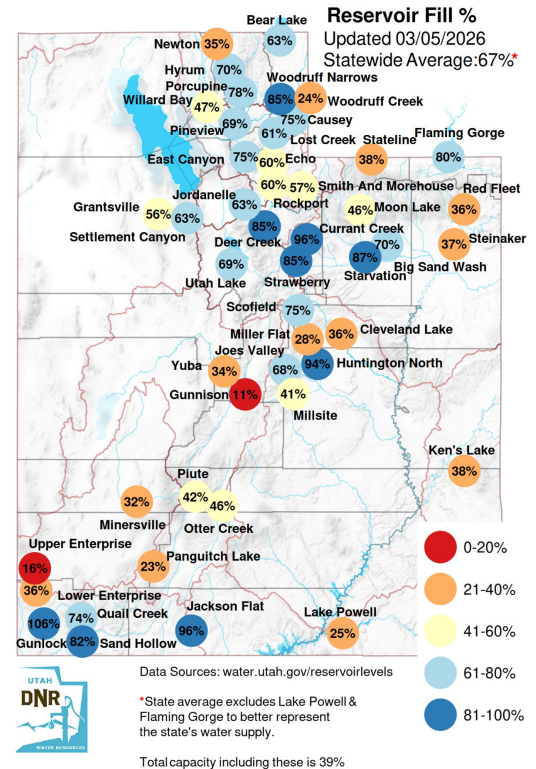 Reservoir Fill %
Updated 03/05/2026
Statewide Average:67%*
Bear Lake
63%
Newton 35%
Hyrum 70%
Porcupine 78%
Woodruff Narrows
85%
24% Woodruff Creek
Willard Bay
47%
Pineview 69%
75% Causey
61% Lost Creek
Stateline
38%
Flaming Gorge
80%
East Canyon 75%
60% Echo
60%
Rockport
57% Smith And Morehouse
Jordanelle
63%
46% Moon Lake
Red Fleet
36%
Grantsville 56%
63%
Settlement Canyon
85%
Deer Creek
96%
Currant Creek
70%
Big Sand Wash
37% Steinaker
87%
Starvation
85%
Strawberry
69%
Utah Lake
Scofield 75%
Miller Flat 28%
36% Cleveland Lake
Joes Valley
68%
94% Huntington North
Yuba 34%
Gunnison 11%
41%
Millsite
Ken's Lake
38%
Piute
42%
46%
Otter Creek
32%
Minersville
Upper Enterprise
16%
23% Panguitch Lake
36% Lower Enterprise
106%
Gunlock
74% Quail Creek
82% Sand Hollow
Jackson Flat
96%
Lake Powell
25%
0-20%
21-40%
41-60%
61-80%
81-100%
UTAH
DNR
WATER RESOURCES
Data Sources: water.utah.gov/reservoirlevels
*State average excludes Lake Powell &
Flaming Gorge to better represent
the state's water supply.
Total capacity including these is 39%